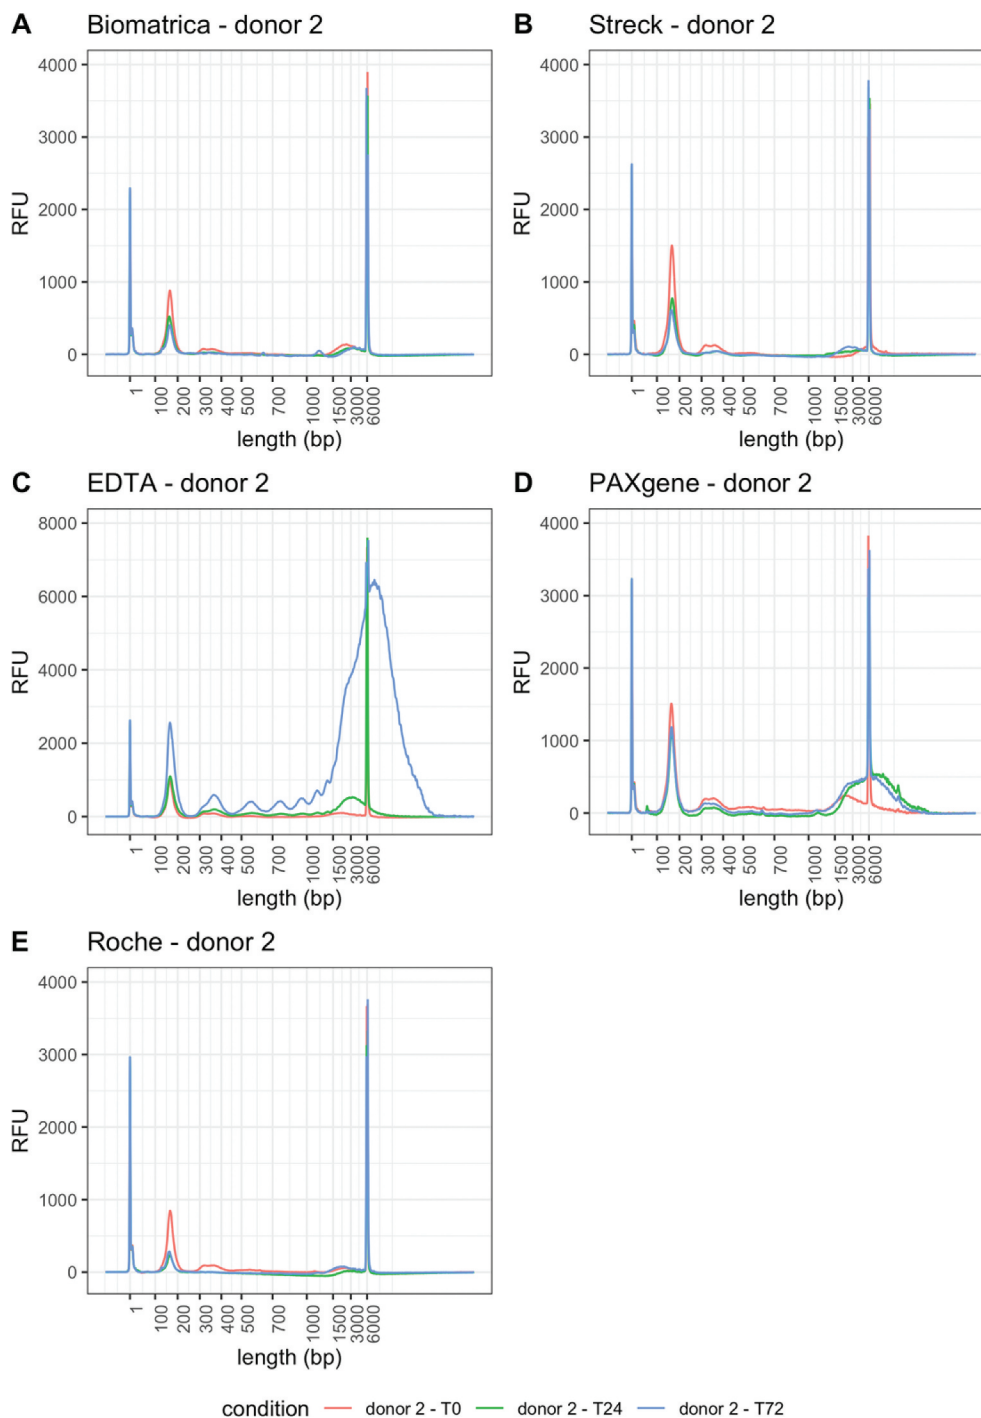 A Biomatrica - donor 2
4000
3000
2000
1000
0
RFU
1 100 200 300 400 500 700 1000 1500 3000 6000
length (bp)
B Streck - donor 2
4000
3000
2000
1000
0
RFU
1 100 200 300 400 500 700 1000 1500 3000 6000
length (bp)
C EDTA - donor 2
8000
6000
4000
2000
0
RFU
1 100 200 300 400 500 700 1000 1500 3000 6000
length (bp)
D PAXgene - donor 2
4000
3000
2000
1000
0
RFU
1 100 200 300 400 500 700 1000 1500 3000 6000
length (bp)
E Roche - donor 2
4000
3000
2000
1000
0
RFU
1 100 200 300 400 500 700 1000 1500 3000 6000
length (bp)
condition donor 2 - T0 donor 2 - T24 donor 2 - T72